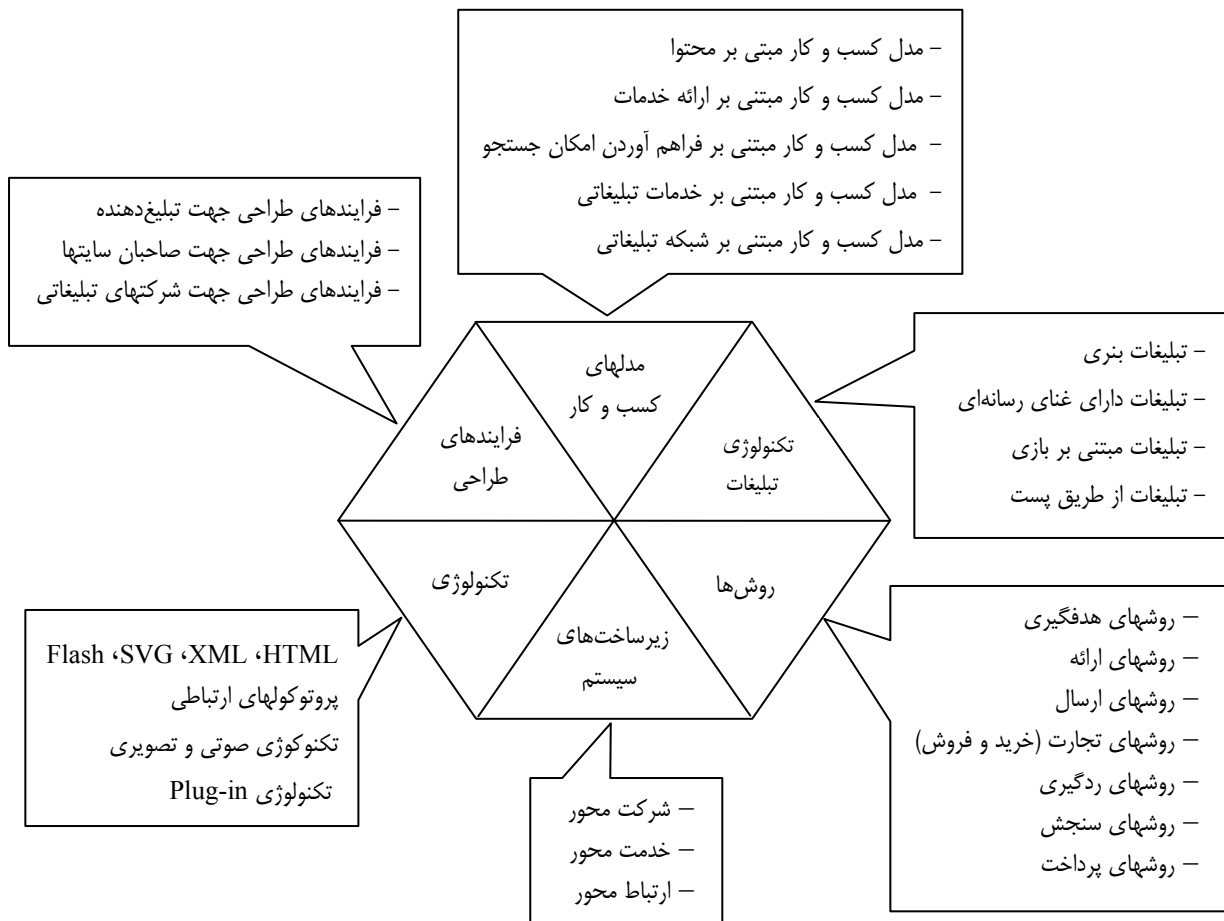 – مدل کسب و کار مبتی بر محتوا
– مدل کسب و کار مبتنی بر ارائه خدمات
– مدل کسب و کار مبتنی بر فراهم آوردن امکان جستجو
– مدل کسب و کار مبتنی بر خدمات تبلیغاتی
– مدل کسب و کار مبتنی بر شبکه تبلیغاتی
– فرایندهای طراحی جهت تبلیغ‌دهنده
– فرایندهای طراحی جهت صاحبان سایتها
– فرایندهای طراحی جهت شرکتهای تبلیغاتی
– تبلیغات بنری
– تبلیغات دارای غنای رسانه‌ای
– تبلیغات مبتنی بر بازی
– تبلیغات از طریق پست
مدلهای
کسب و کار
تکنولوژی
تبلیغات
فرایندهای
طراحی
روش‌ها
زیرساخت‌های
سیستم
تکنولوژی
– روشهای هدفگیری
– روشهای ارائه
– روشهای ارسال
– روشهای تجارت (خرید و فروش)
– روشهای ردگیری
– روشهای سنجش
– روشهای پرداخت
HTML، XML، SVG، Flash
پروتوکولهای ارتباطی
تکنوکوژی صوتی و تصویری
تکنولوژی Plug-in
– شرکت محور
– خدمت محور
– ارتباط محور